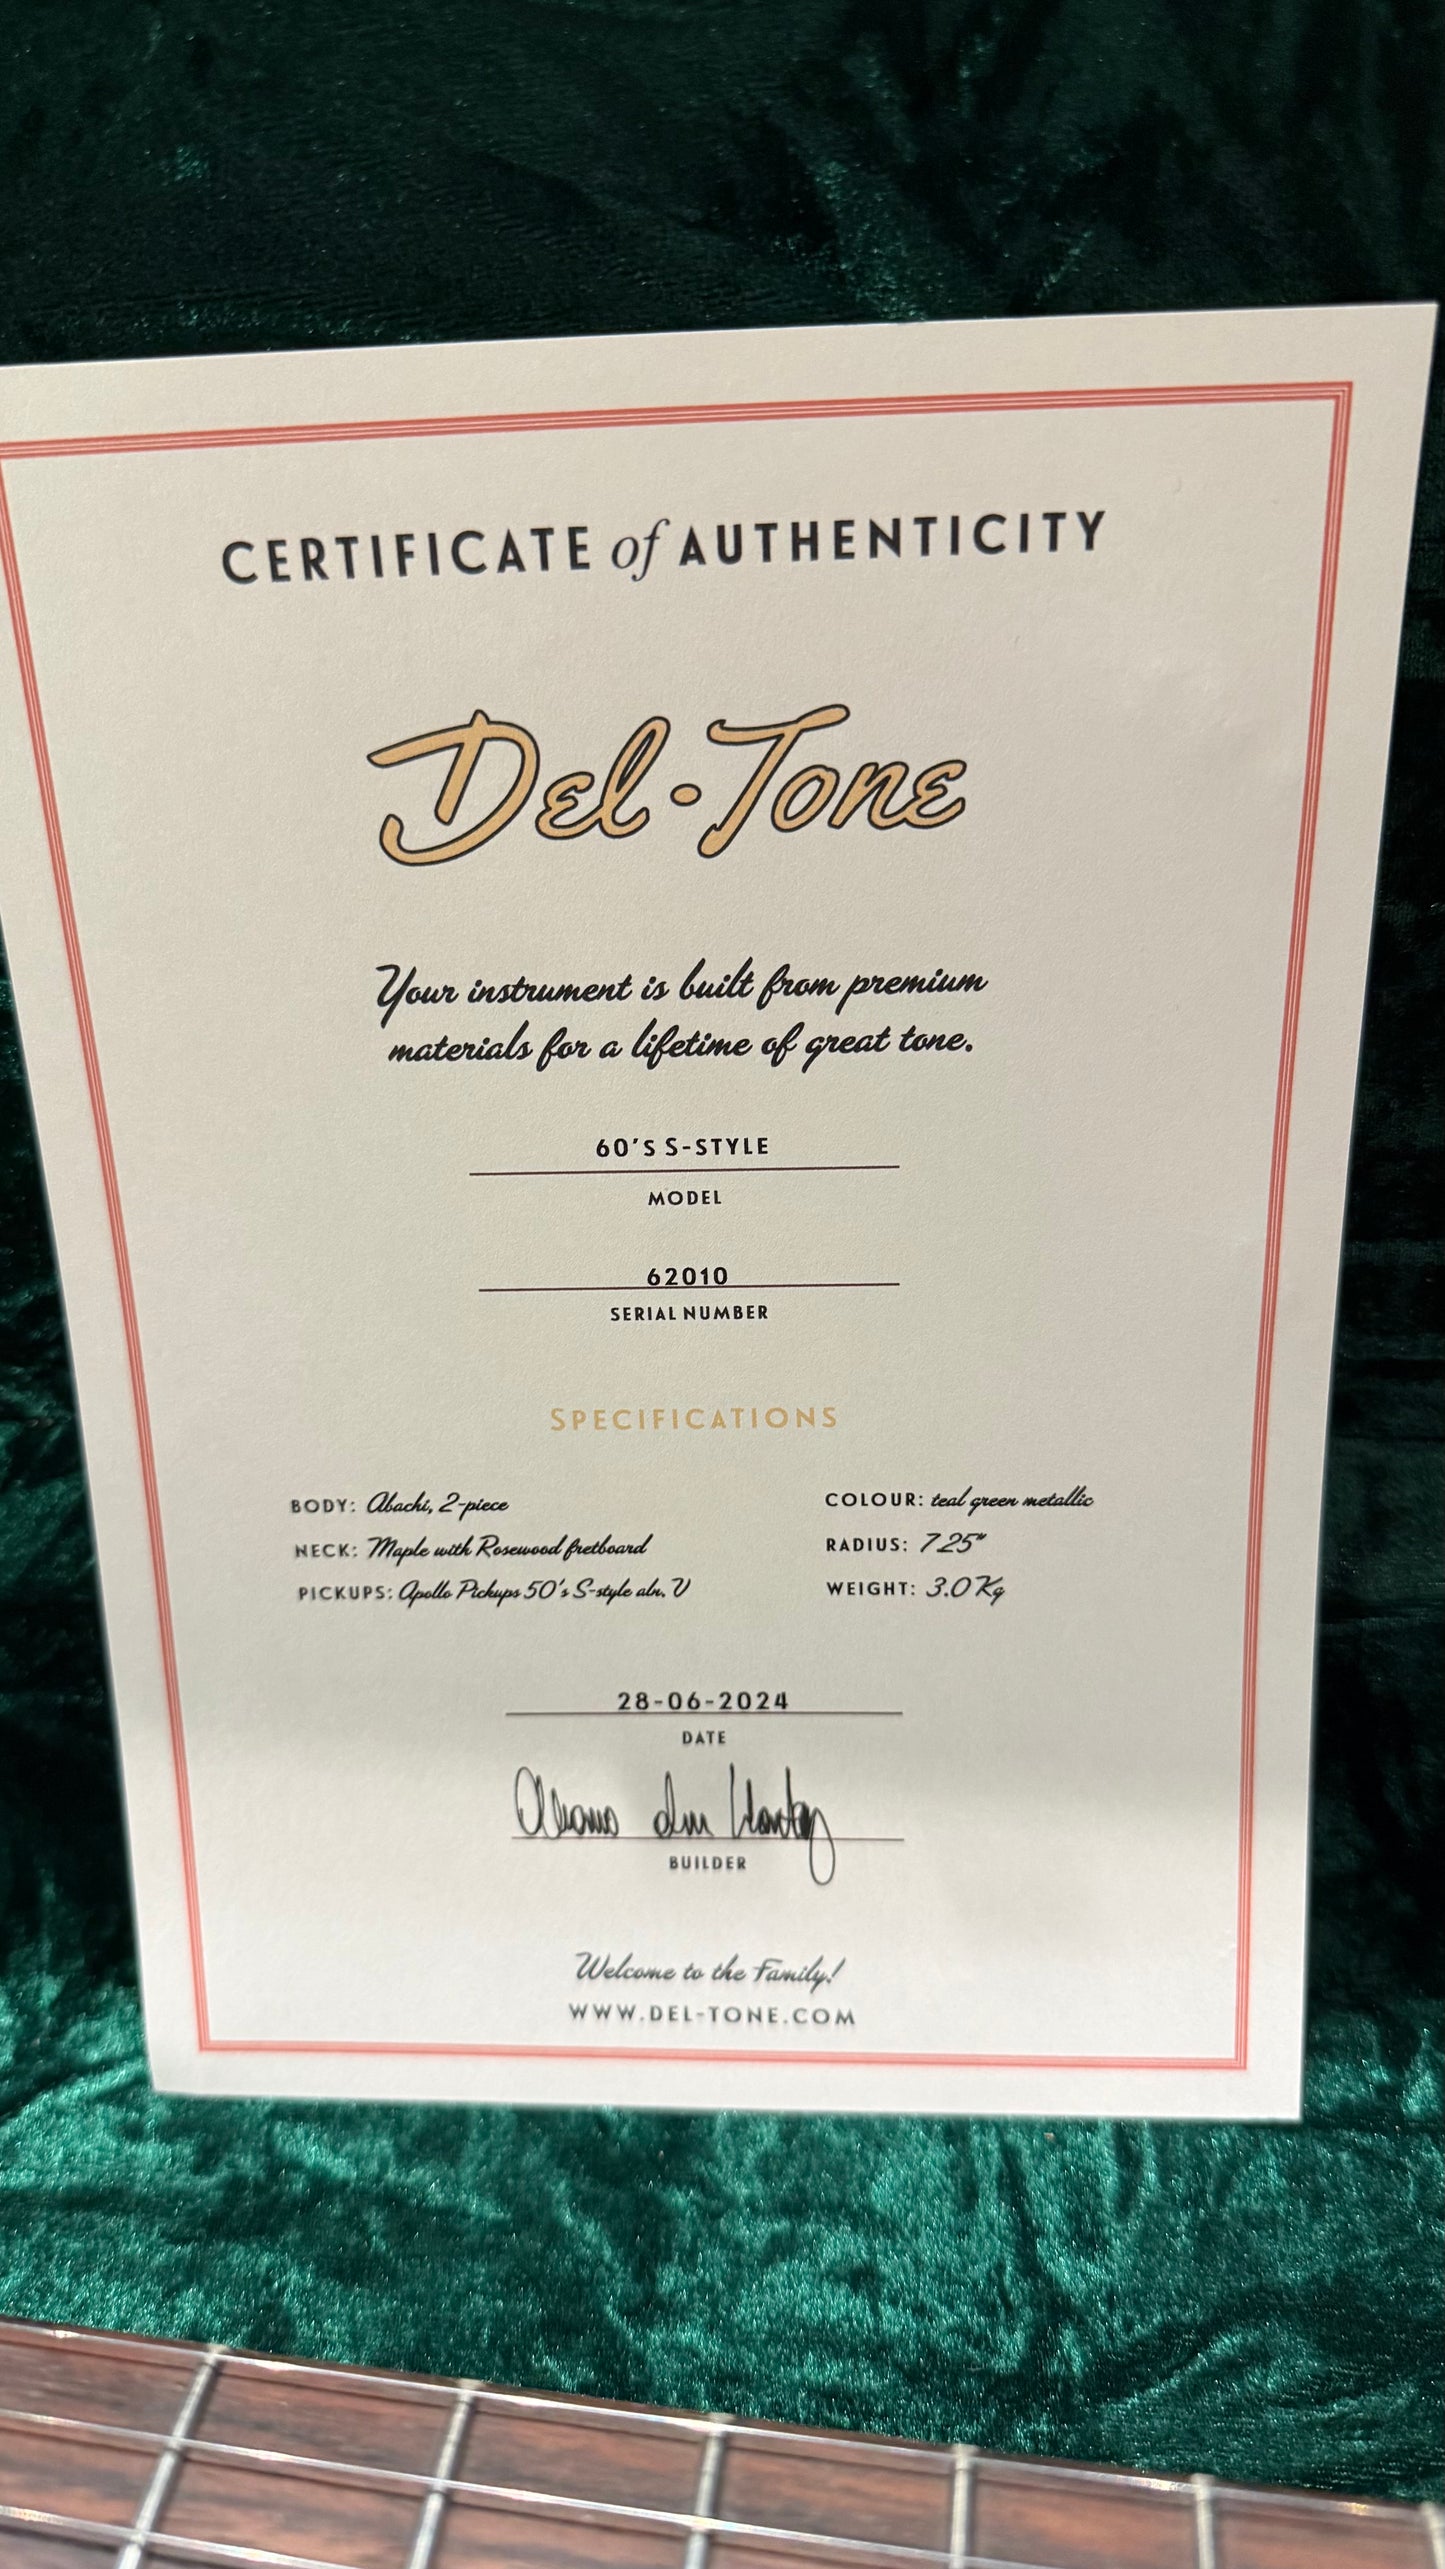 CERTIFICATE of AUTHENTICITY
Del-Tone
Your instrument is built from premium
materials for a lifetime of great tone.
60's S-STYLE
MODEL
62010
SERIAL NUMBER
SPECIFICATIONS
BODY: Abachi, 2-piece
COLOUR: teal green metallic
NECK: Maple with Rosewood fretboard
RADIUS: 7.25"
PICKUPS: Apollo Pickups 50's S-style aln. V
WEIGHT: 3.0 Kg
28-06-2024
DATE
BUILDER
Welcome to the Family!
WWW.DEL-TONE.COM